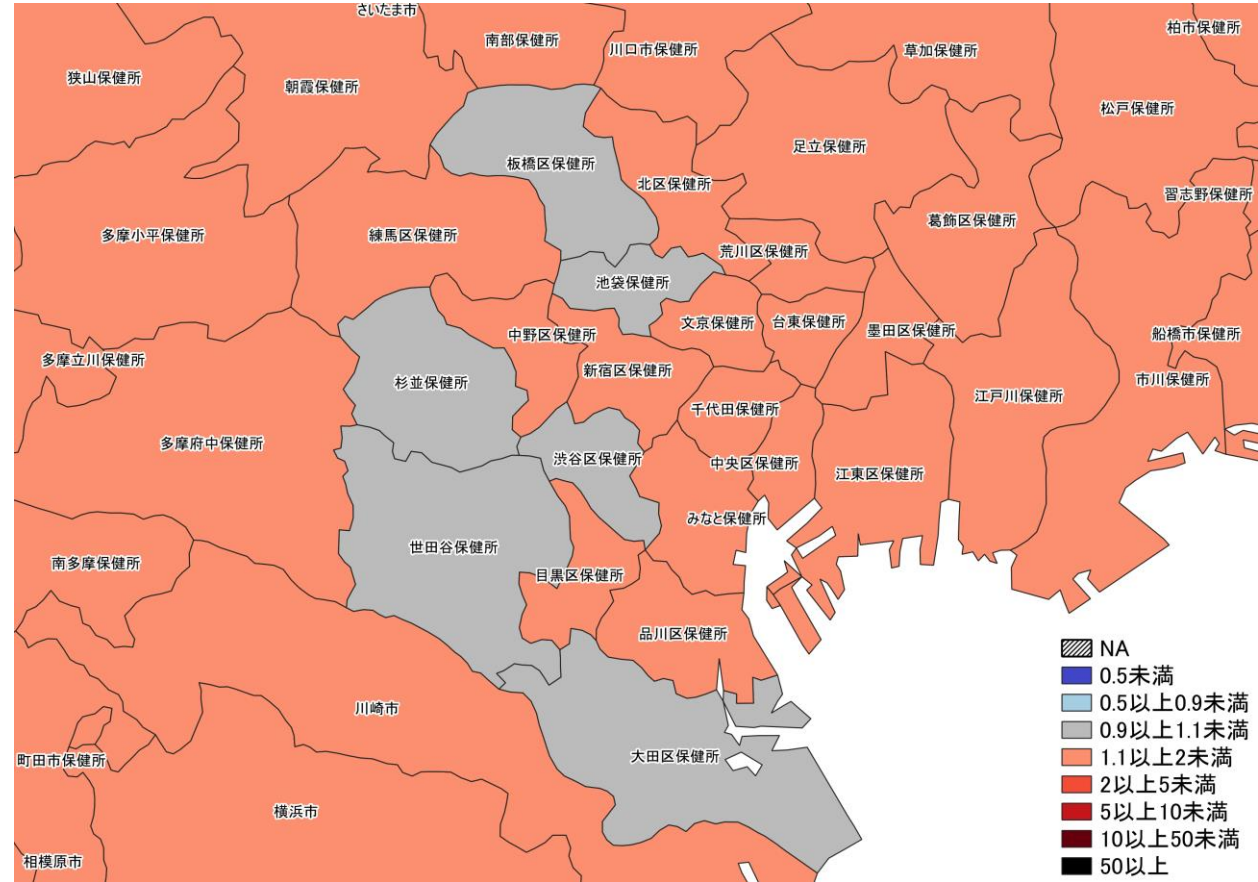 さいたま市
南部保健所
川口市保健所
草加保健所
柏市保健所
狭山保健所
朝霞保健所
松戸保健所
板橋区保健所
足立保健所
北区保健所
習志野保健所
多摩小平保健所
練馬区保健所
葛飾区保健所
荒川区保健所
池袋保健所
文京保健所
台東保健所
墨田区保健所
船橋市保健所
中野区保健所
多摩立川保健所
杉並保健所
新宿区保健所
市川保健所
江戸川保健所
千代田保健所
多摩府中保健所
渋谷区保健所
中央区保健所
江東区保健所
みなと保健所
世田谷保健所
南多摩保健所
目黒区保健所
品川区保健所
川崎市
大田区保健所
町田市保健所
横浜市
相模原市
NA
0.5未満
0.5以上0.9未満
0.9以上1.1未満
1.1以上2未満
2以上5未満
5以上10未満
10以上50未満
50以上